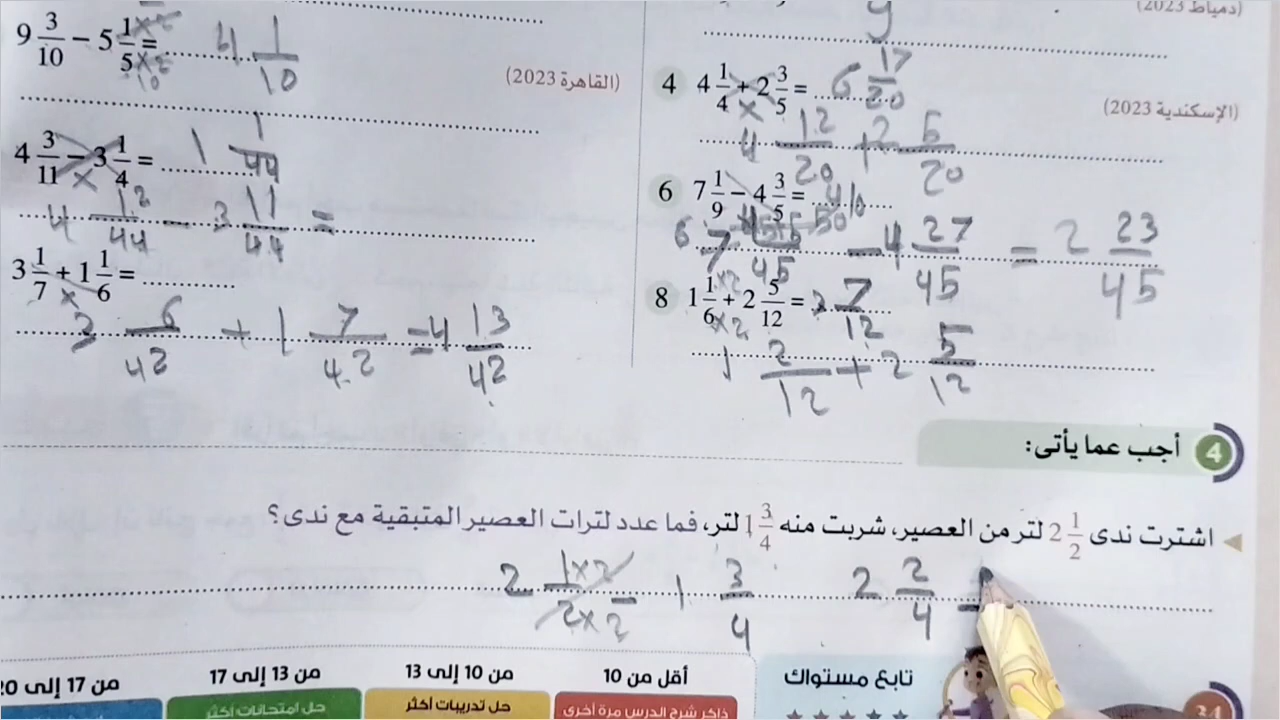 (دمياط 2023)
9 3/10 − 5 1/5 = 4 1/10
(القاهرة 2023)
4 4 1/4 + 2 3/5 = 6 17/20
(الإسكندية 2023)
4 12/20 + 2 5/20
4 3/11 − 3 1/4 = 1 1/44
4 12/44 − 3 11/44 =
6 7 1/9 − 4 3/5 =
− 4 27/45 = 2 23/45
3 1/7 + 1 1/6 =
3 6/42 + 1 7/42 = 4 13/42
8 1 1/6 + 2 5/12 = 3 7/12
1 2/12 + 2 5/12
4 أجب عما يأتى:
اشترت ندى 2 1/2 لتر من العصير، شربت منه 1 3/4 لتر، فما عدد لترات العصير المتبقية مع ندى؟
2 1×2/2×2 − 1 3/4 2 2/4 −
تابع مستواك
أقل من 10
من 10 إلى 13
من 13 إلى 17
من 17 إلى 20
ذاكر شرح الدرس مرة أخرى
حل تدريبات أكثر
حل امتحانات أكثر
34